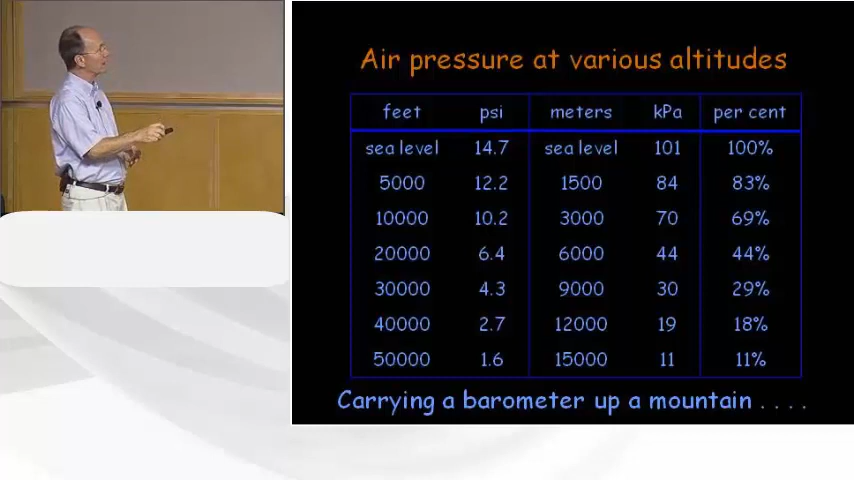 Air pressure at various altitudes
feet psi meters kPa per cent
sea level 14.7 sea level 101 100%
5000 12.2 1500 84 83%
10000 10.2 3000 70 69%
20000 6.4 6000 44 44%
30000 4.3 9000 30 29%
40000 2.7 12000 19 18%
50000 1.6 15000 11 11%
Carrying a barometer up a mountain . . . .